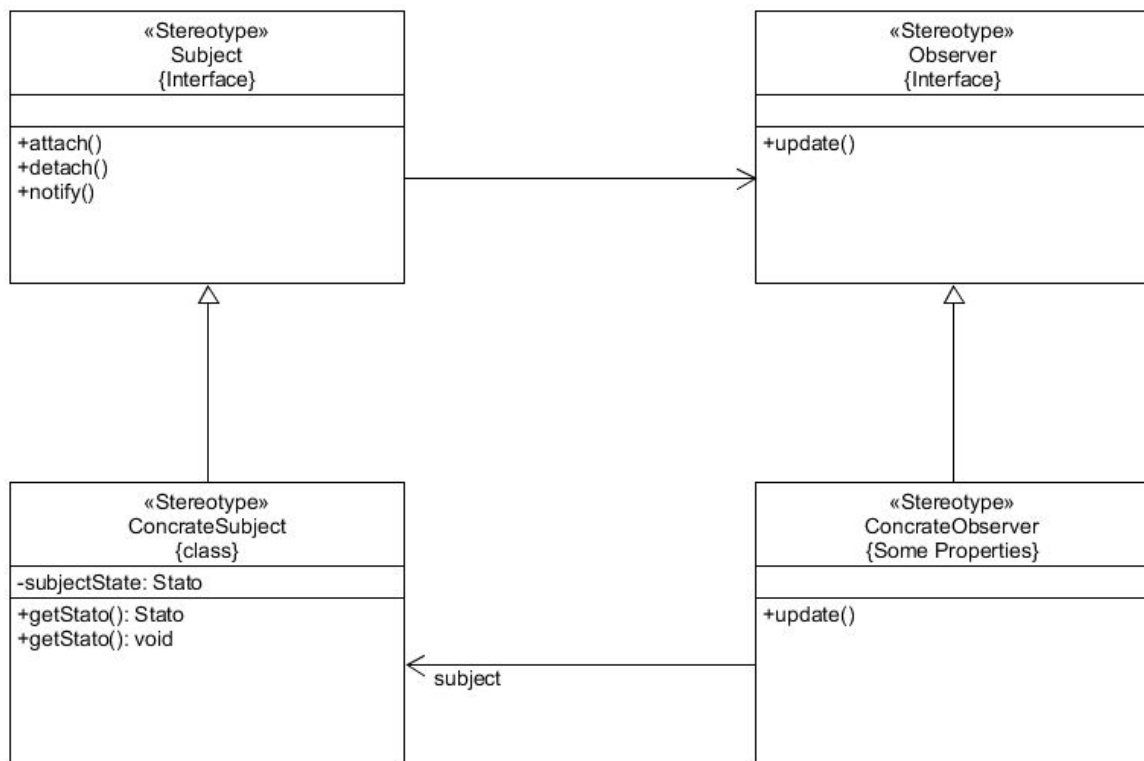 «Stereotype»
Subject
{Interface}
+attach()
+detach()
+notify()
«Stereotype»
Observer
{Interface}
+update()
«Stereotype»
ConcrateSubject
{class}
-subjectState: Stato
+getStato(): Stato
+getStato(): void
«Stereotype»
ConcrateObserver
{Some Properties}
+update()
subject